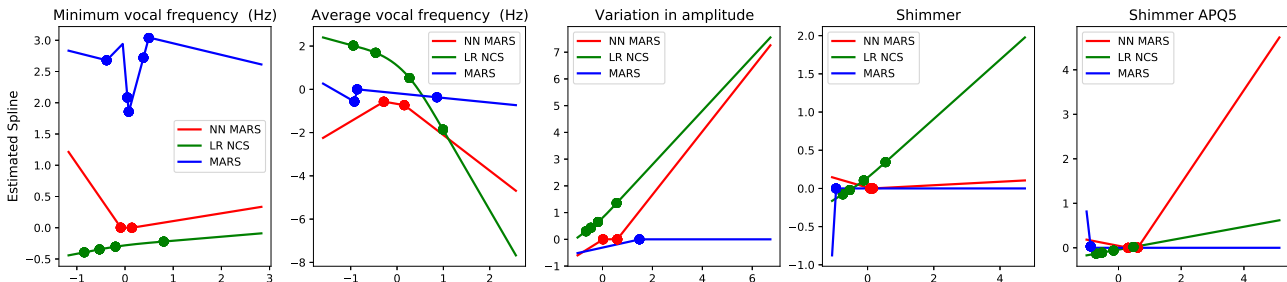 Minimum vocal frequency (Hz)
Average vocal frequency (Hz)
Variation in amplitude
Shimmer
Shimmer APQ5
Estimated Spline
3.0
2.5
2.0
1.5
1.0
0.5
0.0
−0.5
−1
0
1
2
3
NN MARS
LR NCS
MARS
2
0
−2
−4
−6
−8
−1
0
1
2
NN MARS
LR NCS
MARS
7
6
5
4
3
2
1
0
−1
0
2
4
6
NN MARS
LR NCS
MARS
2.0
1.5
1.0
0.5
0.0
−0.5
−1.0
0
2
4
NN MARS
LR NCS
MARS
4
3
2
1
0
0
2
4
NN MARS
LR NCS
MARS